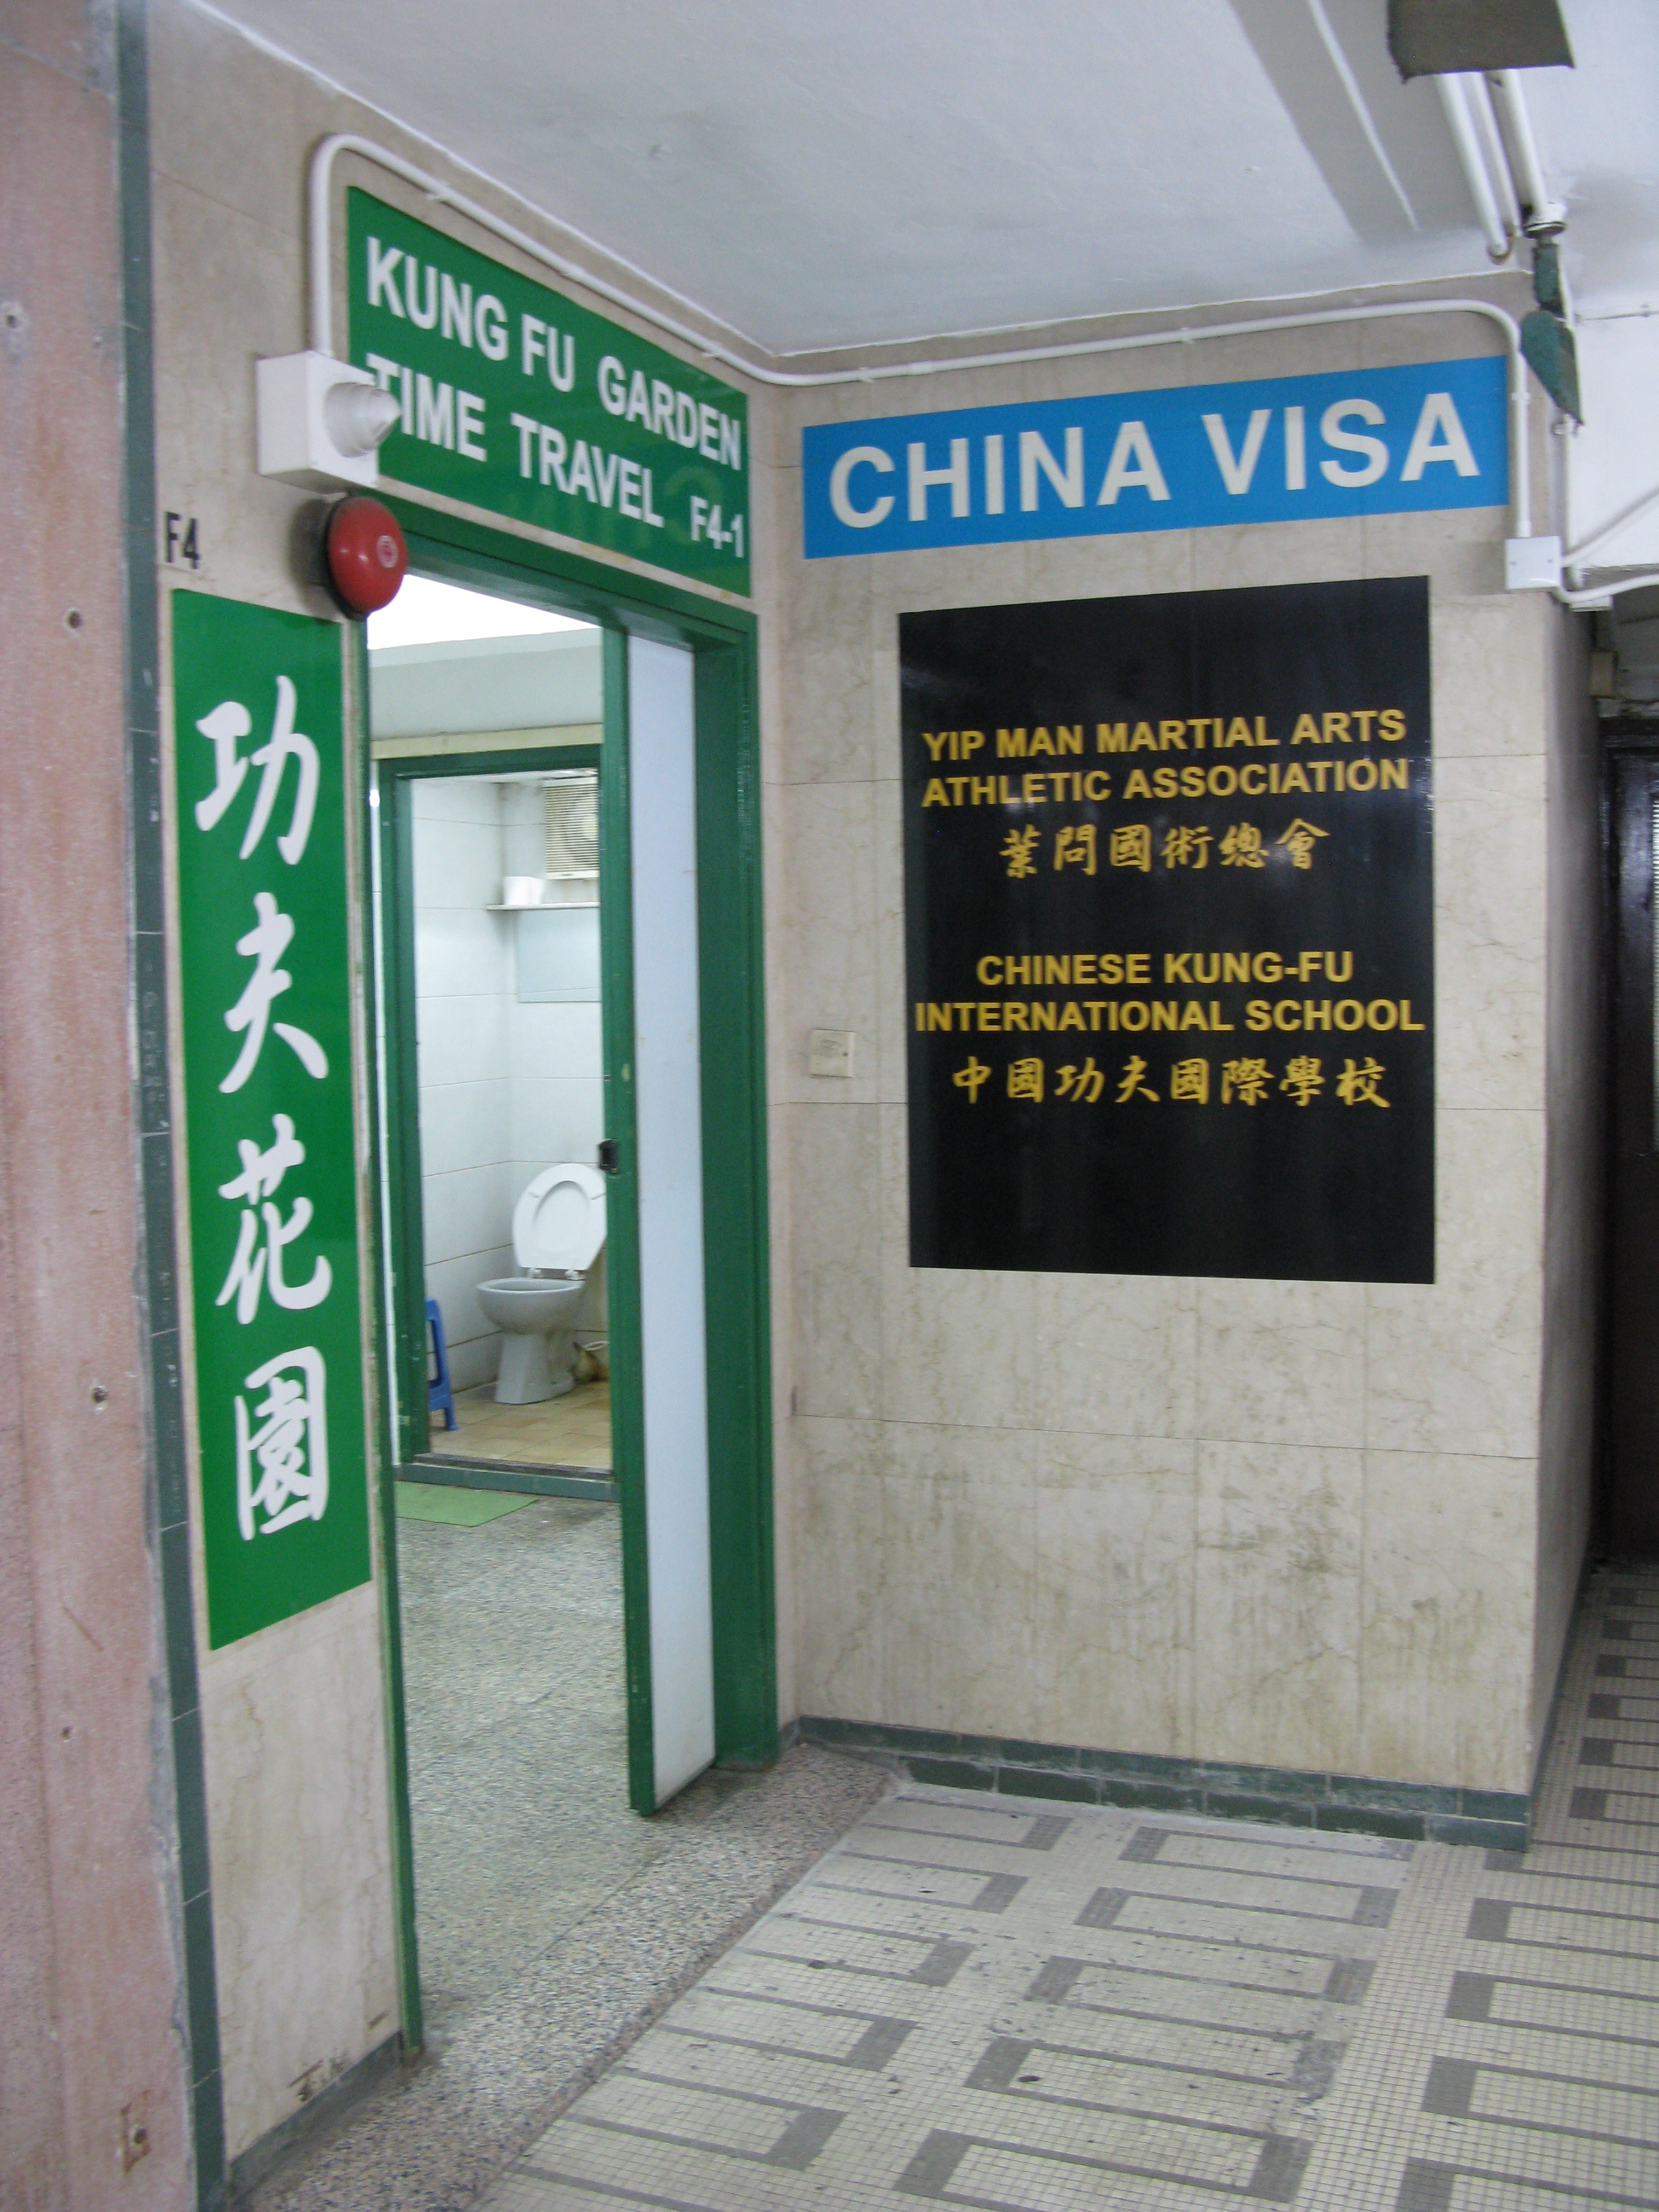 KUNG FU GARDEN
TIME TRAVEL F4-1
F4
功夫花園
CHINA VISA
YIP MAN MARTIAL ARTS
ATHLETIC ASSOCIATION
葉問國術總會
CHINESE KUNG-FU
INTERNATIONAL SCHOOL
中國功夫國際學校